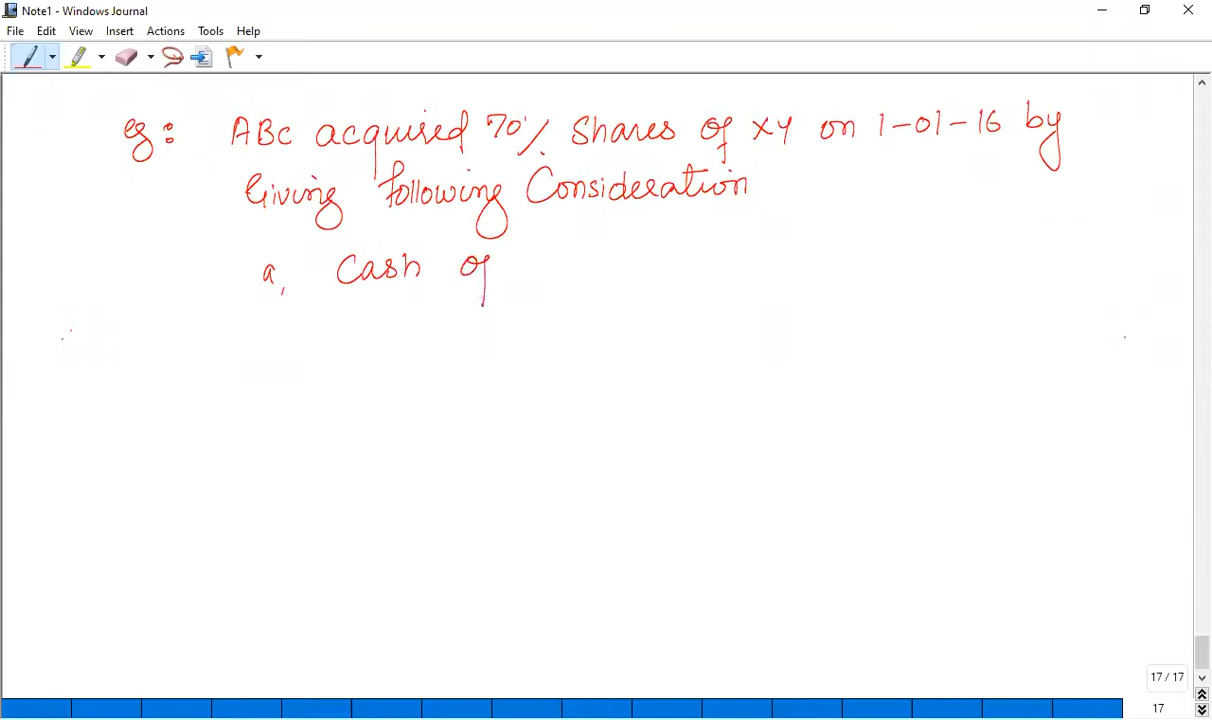 Note1 - Windows Journal
File Edit View Insert Actions Tools Help
eg: ABC acquired 70% Shares of XY on 1-01-16 by
Giving following Consideration
a, Cash of
17 / 17
17